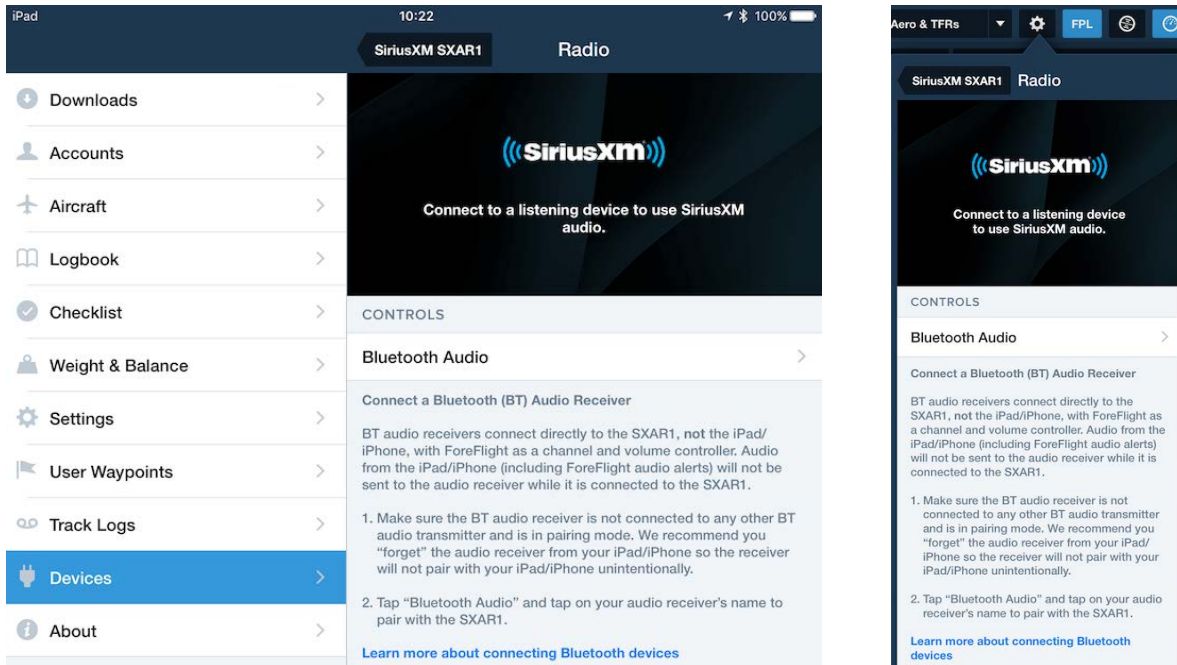 iPad
10:22
100%
SiriusXM SXAR1
Radio
Downloads
Accounts
Aircraft
Logbook
Checklist
Weight & Balance
Settings
User Waypoints
Track Logs
Devices
About
((SiriusXM))
Connect to a listening device to use SiriusXM
audio.
CONTROLS
Bluetooth Audio
Connect a Bluetooth (BT) Audio Receiver
BT audio receivers connect directly to the SXAR1, not the iPad/
iPhone, with ForeFlight as a channel and volume controller. Audio
from the iPad/iPhone (including ForeFlight audio alerts) will not be
sent to the audio receiver while it is connected to the SXAR1.
1. Make sure the BT audio receiver is not connected to any other BT
audio transmitter and is in pairing mode. We recommend you
“forget” the audio receiver from your iPad/iPhone so the receiver
will not pair with your iPad/iPhone unintentionally.
2. Tap “Bluetooth Audio” and tap on your audio receiver’s name to
pair with the SXAR1.
Learn more about connecting Bluetooth devices
Aero & TFRs
FPL
SiriusXM SXAR1
Radio
((SiriusXM))
Connect to a listening device
to use SiriusXM audio.
CONTROLS
Bluetooth Audio
Connect a Bluetooth (BT) Audio Receiver
BT audio receivers connect directly to the
SXAR1, not the iPad/iPhone, with ForeFlight as
a channel and volume controller. Audio from the
iPad/iPhone (including ForeFlight audio alerts)
will not be sent to the audio receiver while it is
connected to the SXAR1.
1. Make sure the BT audio receiver is not
connected to any other BT audio transmitter
and is in pairing mode. We recommend you
“forget” the audio receiver from your iPad/
iPhone so the receiver will not pair with your
iPad/iPhone unintentionally.
2. Tap “Bluetooth Audio” and tap on your audio
receiver’s name to pair with the SXAR1.
Learn more about connecting Bluetooth
devices